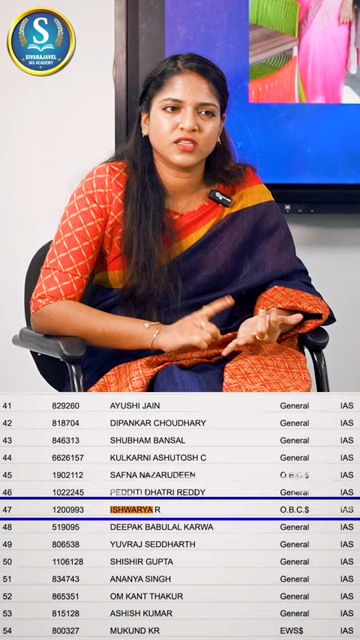 S
SIVARAJAVEL
IAS ACADEMY
41 829260 AYUSHI JAIN General IAS
42 818704 DIPANKAR CHOUDHARY General IAS
43 846313 SHUBHAM BANSAL General IAS
44 6626157 KULKARNI ASHUTOSH C General IAS
45 1902112 SAFNA NAZARUDEEN O.B.C.$ IAS
46 1022245 PEDDITI DHATRI REDDY General IAS
47 1200993 ISHWARYA R O.B.C.$ IAS
48 519095 DEEPAK BABULAL KARWA General IAS
49 806538 YUVRAJ SEDDHARTH General IAS
50 1106128 SHISHIR GUPTA General IAS
51 834743 ANANYA SINGH General IAS
52 865351 OM KANT THAKUR General IAS
53 815128 ASHISH KUMAR General IAS
54 800327 MUKUND KR EWS$ IAS